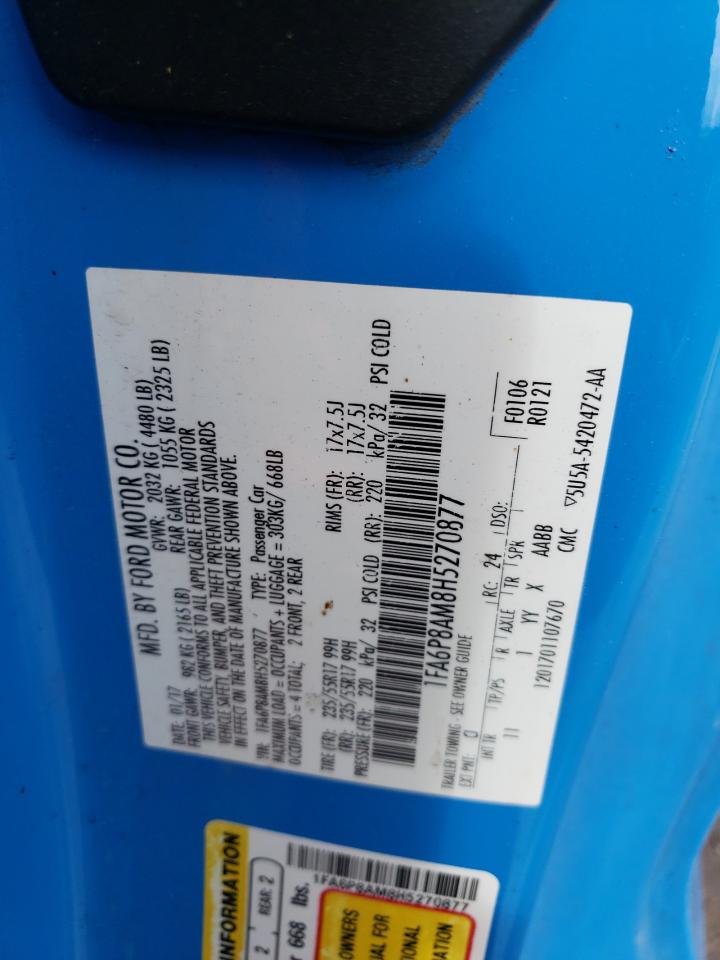 MFD. BY FORD MOTOR CO.
DATE: 01/17 GVWR: 2032 KG ( 4480 LB)
FRONT GAWR: 982 KG ( 2165 LB) REAR GAWR: 1055 KG ( 2325 LB)
THIS VEHICLE CONFORMS TO ALL APPLICABLE FEDERAL MOTOR
VEHICLE SAFETY, BUMPER, AND THEFT PREVENTION STANDARDS
IN EFFECT ON THE DATE OF MANUFACTURE SHOWN ABOVE.
VIN: 1FA6P8AM8H5270877 TYPE: Passenger Car
MAXIMUM LOAD = OCCUPANTS + LUGGAGE = 303KG/ 668LB
OCCUPANTS = 4 TOTAL; 2 FRONT, 2 REAR
TIRE (FR): 235/55R17 99H RIMS (FR): 17x7.5J
(RR): 235/55R17 99H (RR): 17x7.5J
PRESSURE (FR): 220 kPa/ 32 PSI COLD (RR): 220 kPa/ 32 PSI COLD
1FA6P8AM8H5270877
TRAILER TOWING - SEE OWNER GUIDE
EXT PNT: O RC: 24 DSO:
F0106
R0121
INT TR TP/PS R AXLE TR SPR
11 1 YY X AABB
1201701107670 CMC ▽5U5A-5420472-AA
INFORMATION
2 REAR: 2
668 lbs.
1FA6P8AM8H5270877
OWNERS
AL FOR
IONAL
ATION